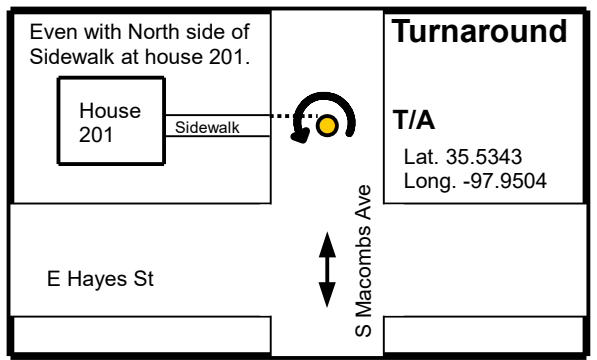 Even with North side of
Sidewalk at house 201.
Turnaround
House
201
Sidewalk
T/A
Lat. 35.5343
Long. -97.9504
S Macombs Ave
E Hayes St